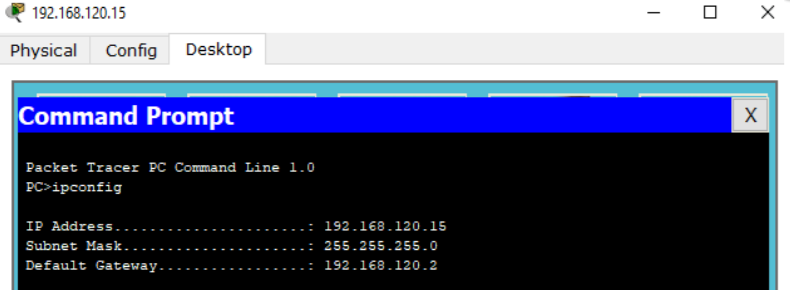 192.168.120.15
Physical Config Desktop
Command Prompt X
Packet Tracer PC Command Line 1.0
PC>ipconfig
IP Address......................: 192.168.120.15
Subnet Mask.....................: 255.255.255.0
Default Gateway.................: 192.168.120.2